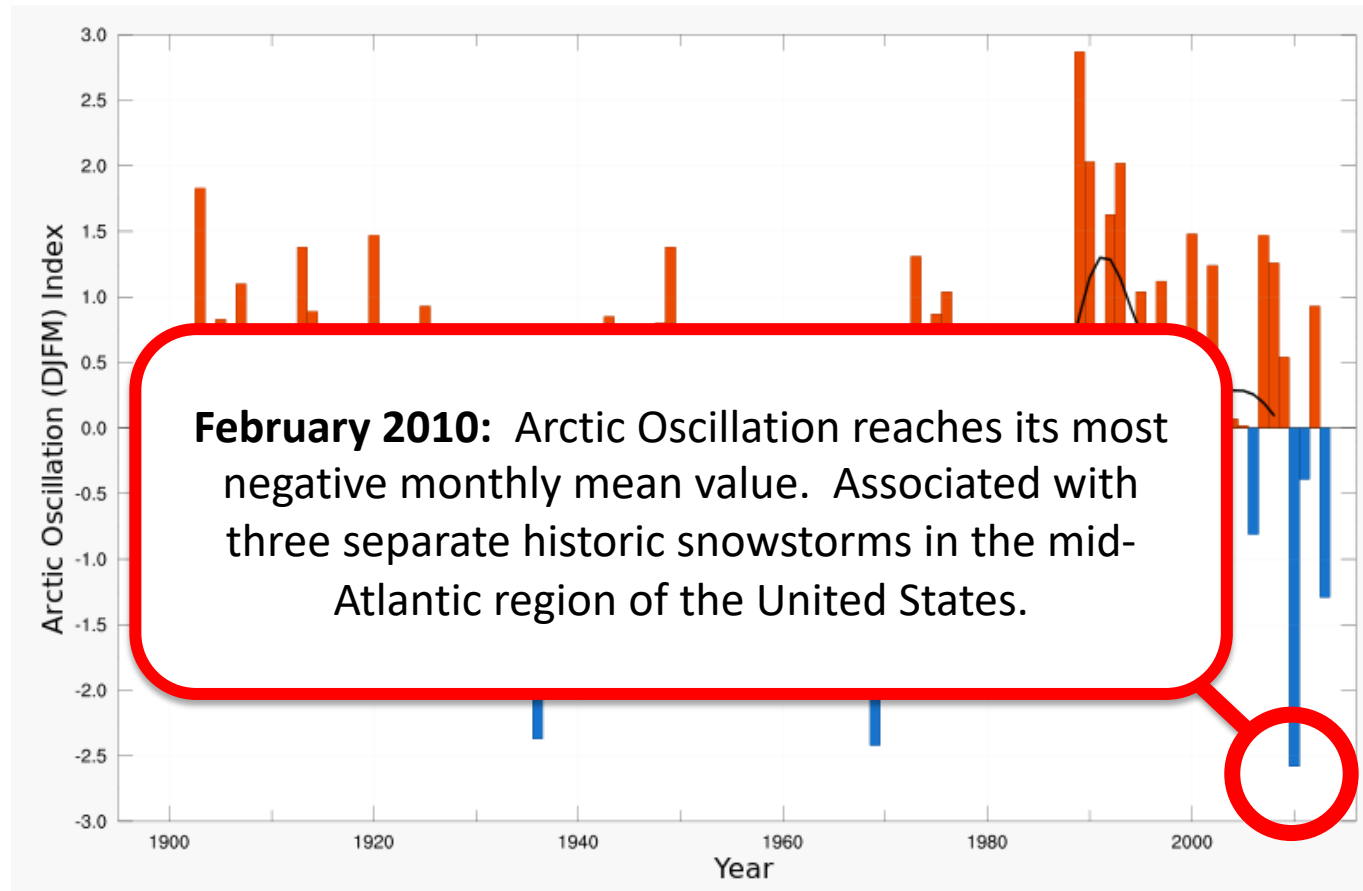 3.0
2.5
2.0
1.5
1.0
0.5
0.0
-0.5
-1.0
-1.5
-2.0
-2.5
-3.0
Arctic Oscillation (DJFM) Index
February 2010: Arctic Oscillation reaches its most
negative monthly mean value. Associated with
three separate historic snowstorms in the mid-
Atlantic region of the United States.
1900 1920 1940 1960 1980 2000
Year